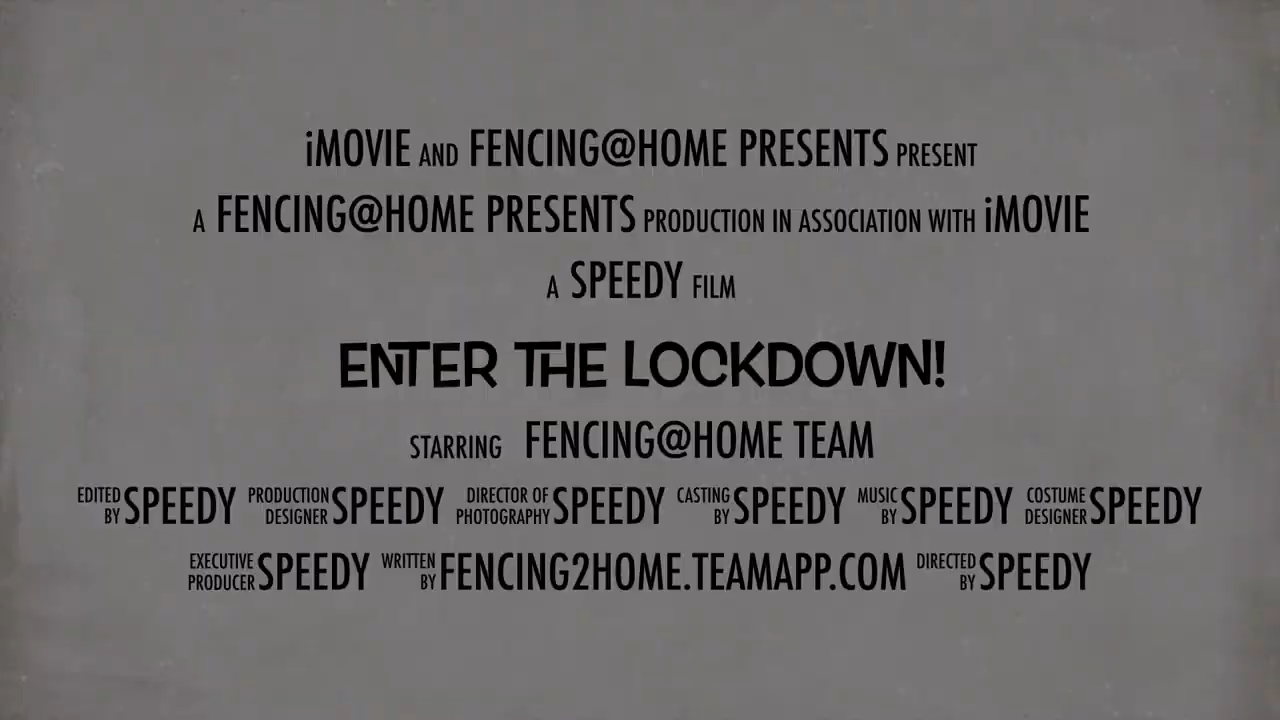 iMOVIE AND FENCING@HOME PRESENTS PRESENT
A FENCING@HOME PRESENTS PRODUCTION IN ASSOCIATION WITH iMOVIE
A SPEEDY FILM
ENTER THE LOCKDOWN!
STARRING FENCING@HOME TEAM
EDITED BY SPEEDY PRODUCTION DESIGNER SPEEDY DIRECTOR OF PHOTOGRAPHY SPEEDY CASTING BY SPEEDY MUSIC BY SPEEDY COSTUME DESIGNER SPEEDY
EXECUTIVE PRODUCER SPEEDY WRITTEN BY FENCING2HOME.TEAMAPP.COM DIRECTED BY SPEEDY